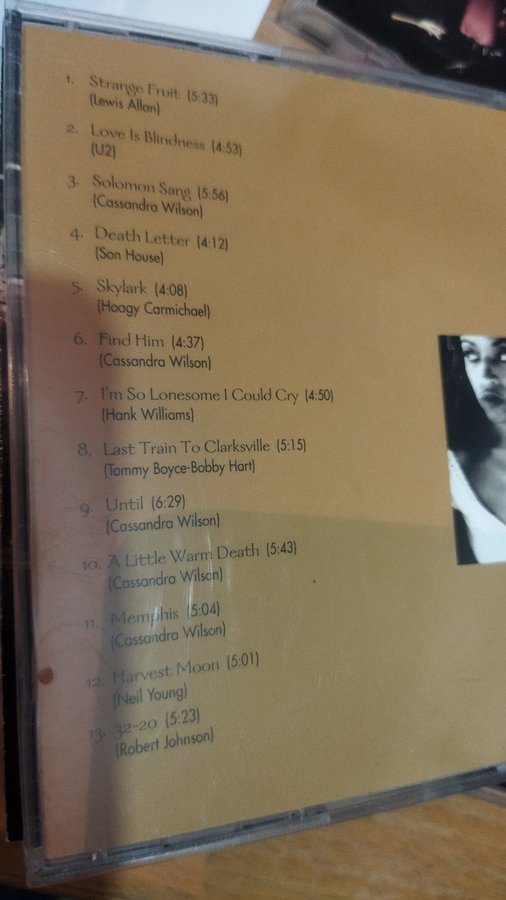 1. Strange Fruit (5:33)
(Lewis Allan)
2. Love Is Blindness (4:53)
(U2)
3. Solomon Sang (5:56)
(Cassandra Wilson)
4. Death Letter (4:12)
(Son House)
5. Skylark (4:08)
(Hoagy Carmichael)
6. Find Him (4:37)
(Cassandra Wilson)
7. I'm So Lonesome I Could Cry (4:50)
(Hank Williams)
8. Last Train To Clarksville (5:15)
(Tommy Boyce-Bobby Hart)
9. Until (6:29)
(Cassandra Wilson)
10. A Little Warm Death (5:43)
(Cassandra Wilson)
11. Memphis (5:04)
(Cassandra Wilson)
12. Harvest Moon (5:01)
(Neil Young)
13. 32-20 (5:23)
(Robert Johnson)